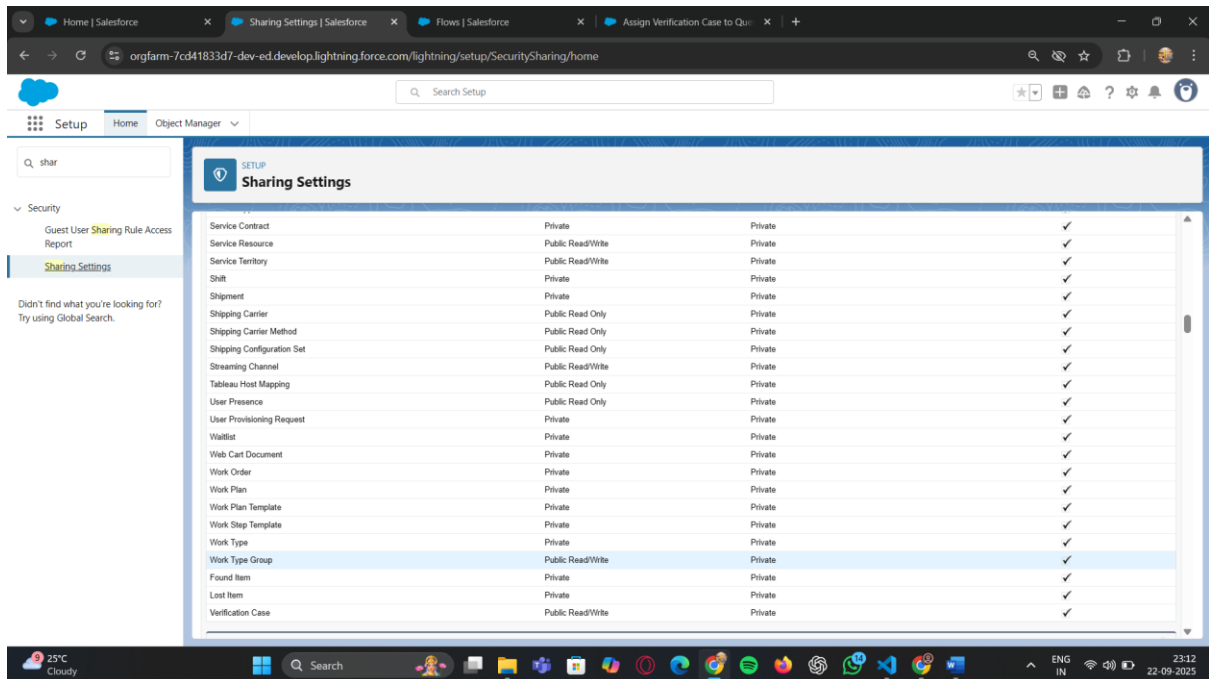 Home | Salesforce
Sharing Settings | Salesforce
Flows | Salesforce
Assign Verification Case to Que
orgfarm-7cd41833d7-dev-ed.develop.lightning.force.com/lightning/setup/SecuritySharing/home
Search Setup
Setup Home Object Manager
shar
SETUP
Sharing Settings
Security
Guest User Sharing Rule Access
Report
Sharing Settings
Didn't find what you're looking for?
Try using Global Search.
Service Contract Private Private
Service Resource Public Read/Write Private
Service Territory Public Read/Write Private
Shift Private Private
Shipment Private Private
Shipping Carrier Public Read Only Private
Shipping Carrier Method Public Read Only Private
Shipping Configuration Set Public Read Only Private
Streaming Channel Public Read/Write Private
Tableau Host Mapping Public Read Only Private
User Presence Public Read Only Private
User Provisioning Request Private Private
Waitlist Private Private
Web Cart Document Private Private
Work Order Private Private
Work Plan Private Private
Work Plan Template Private Private
Work Step Template Private Private
Work Type Private Private
Work Type Group Public Read/Write Private
Found Item Private Private
Lost Item Private Private
Verification Case Public Read/Write Private
9
25°C
Cloudy
Search
14
ENG
IN
23:12
22-09-2025